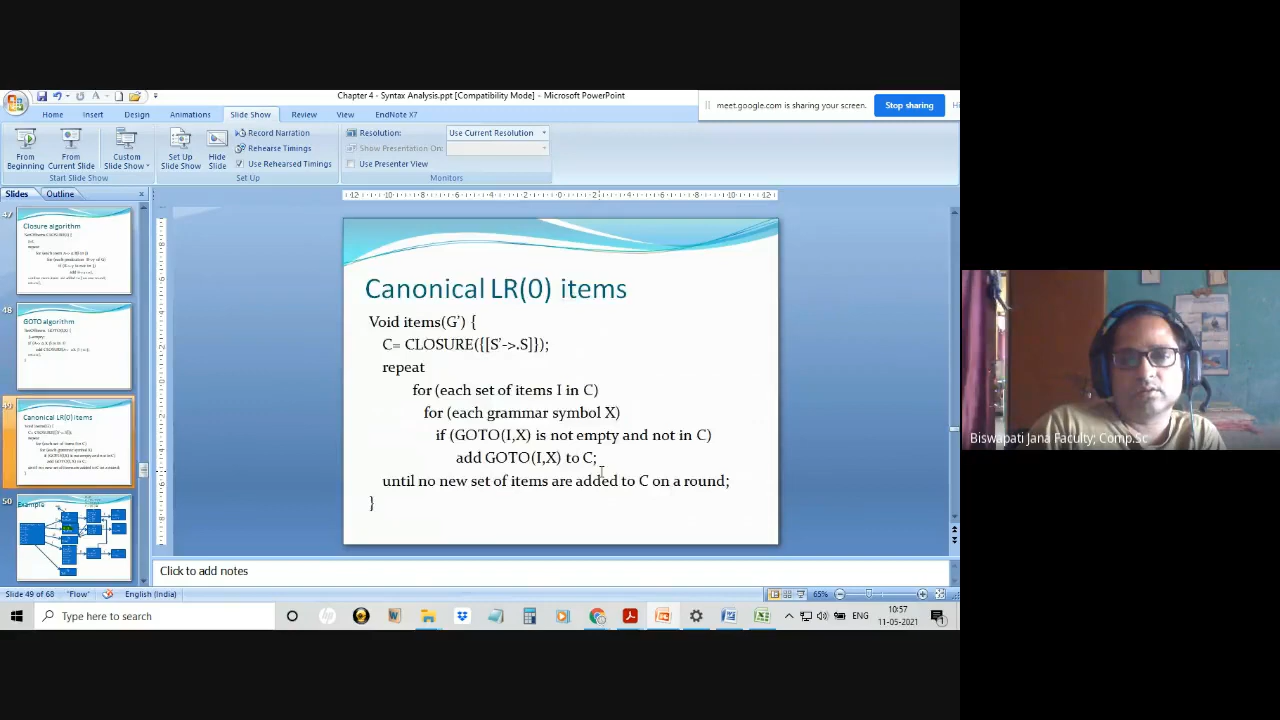 Chapter 4 - Syntax Analysis.ppt [Compatibility Mode] – Microsoft PowerPoint
meet.google.com is sharing your screen.
Stop sharing
Hi
Home Insert Design Animations Slide Show Review View EndNote X7
From Beginning
From Current Slide
Custom Slide Show
Start Slide Show
Set Up Slide Show
Hide Slide
Record Narration
Rehearse Timings
Use Rehearsed Timings
Set Up
Resolution: Use Current Resolution
Show Presentation On:
Use Presenter View
Monitors
Slides Outline
47
Closure algorithm
48
GOTO algorithm
49
Canonical LR(0) items
50
Example
Canonical LR(0) items
Void items(G’) {
C= CLOSURE({[S’->.S]});
repeat
for (each set of items I in C)
for (each grammar symbol X)
if (GOTO(I,X) is not empty and not in C)
add GOTO(I,X) to C;
until no new set of items are added to C on a round;
}
Click to add notes
Slide 49 of 68 "Flow" English (India) 65%
Type here to search
ENG
10:57
11-05-2021
Biswapati Jana Faculty; Comp.Sc